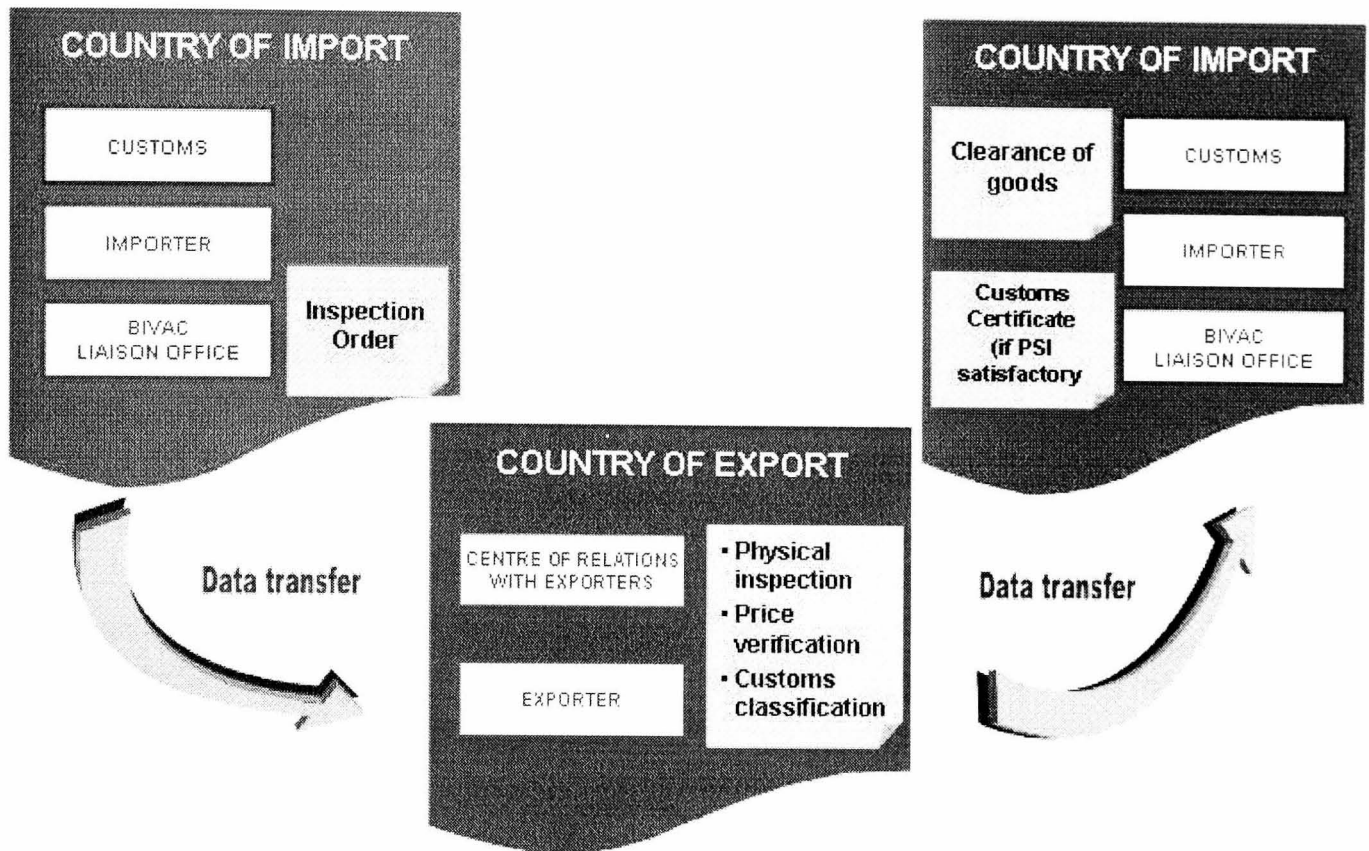 COUNTRY OF IMPORT
CUSTOMS
IMPORTER
BIVAC
LIAISON OFFICE
Inspection
Order
Data transfer
COUNTRY OF EXPORT
CENTRE OF RELATIONS
WITH EXPORTERS
EXPORTER
▪ Physical
inspection
▪ Price
verification
▪ Customs
classification
Data transfer
COUNTRY OF IMPORT
Clearance of
goods
Customs
Certificate
(if PSI
satisfactory
CUSTOMS
IMPORTER
BIVAC
LIAISON OFFICE